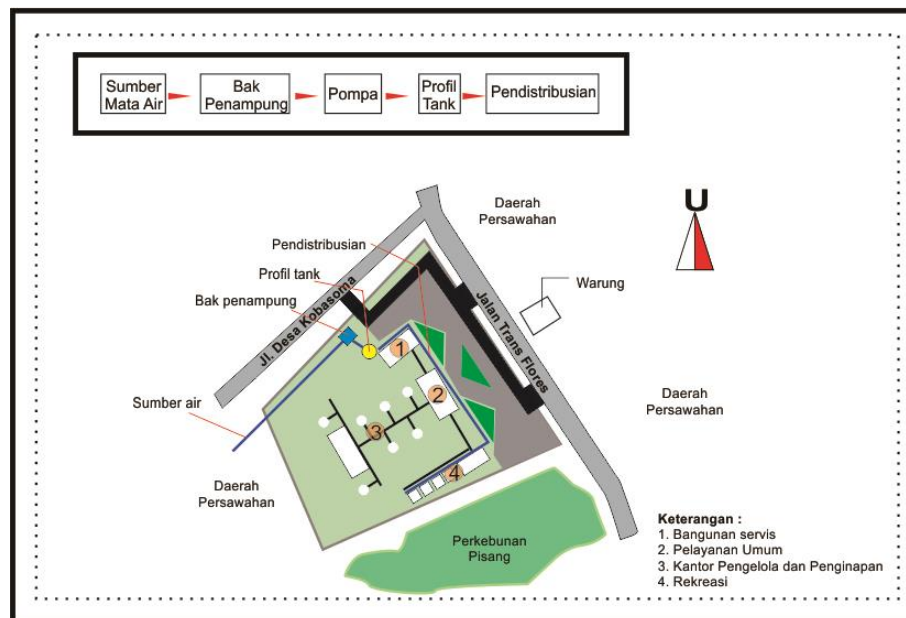 Sumber
Mata Air
Bak
Penampung
Pompa
Profil
Tank
Pendistribusian
Daerah
Persawahan
U
Pendistribusian
Profil tank
Bak penampung
Jl. Desa Kobasoma
Jalan Trans Flores
Warung
Sumber air
Daerah
Persawahan
Daerah
Persawahan
1
2
3
4
Perkebunan
Pisang
Keterangan :
1. Bangunan servis
2. Pelayanan Umum
3. Kantor Pengelola dan Penginapan
4. Rekreasi